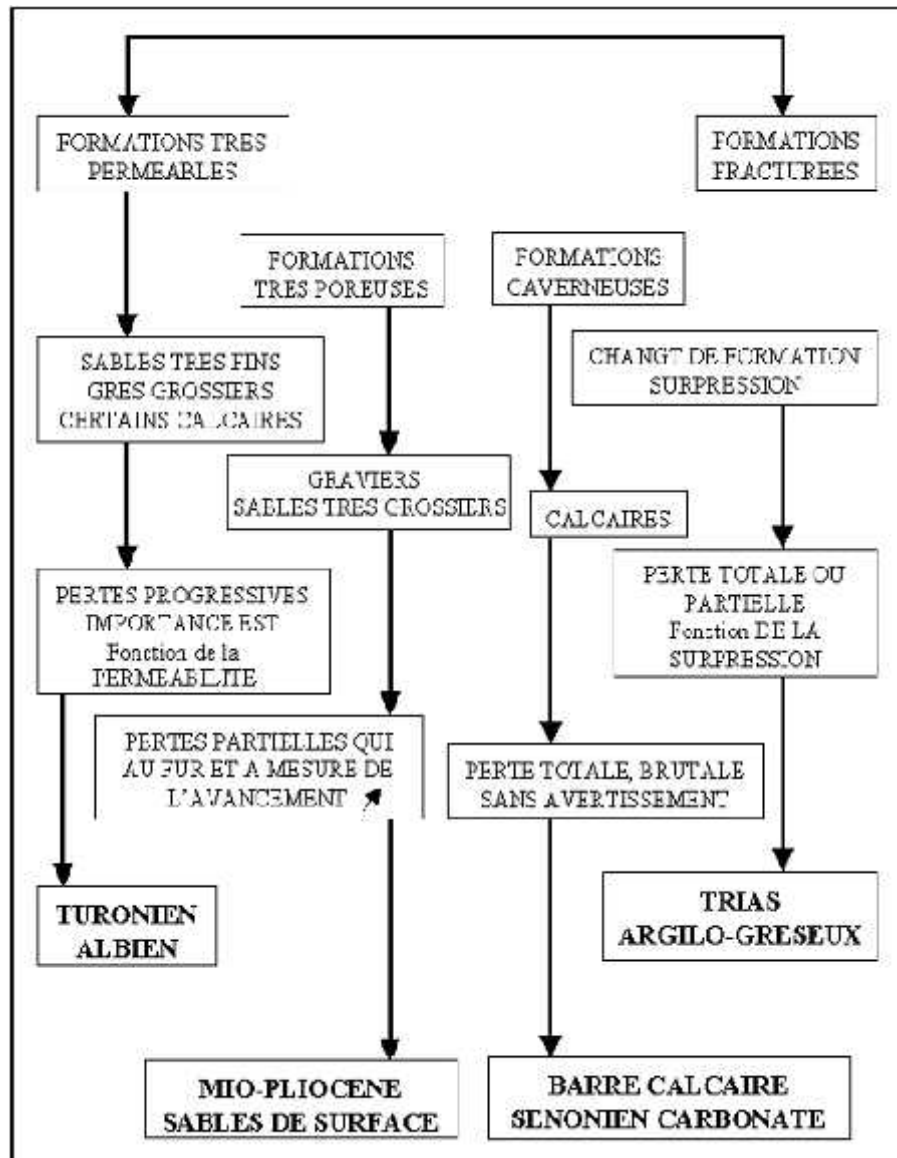 FORMATIONS TRES
PERMEABLES
FORMATIONS
FRACTUREES
FORMATIONS
TRES POREUSES
FORMATIONS
CAVERNEUSES
SABLES TRES FINS
GRES GROSSIERS
CERTAINS CALCAIRES
CHANGT DE FORMATION
SURPRESSION
GRAVIERS
SABLES TRES GROSSIERS
CALCAIRES
PERTES PROGRESSIVES
IMPORTANCE EST
Fonction de la
PERMEABILITE
PERTE TOTALE OU
PARTIELLE
Fonction DE LA
SURPRESSION
PERTES PARTIELLES QUI
AU FUR ET A MESURE DE
L'AVANCEMENT
PERTE TOTALE, BRUTALE
SANS AVERTISSEMENT
TURONIEN
ALBIEN
TRIAS
ARGILO-GRESEUX
MIO-PLIOCENE
SABLES DE SURFACE
BARRE CALCAIRE
SENONIEN CARBONATE